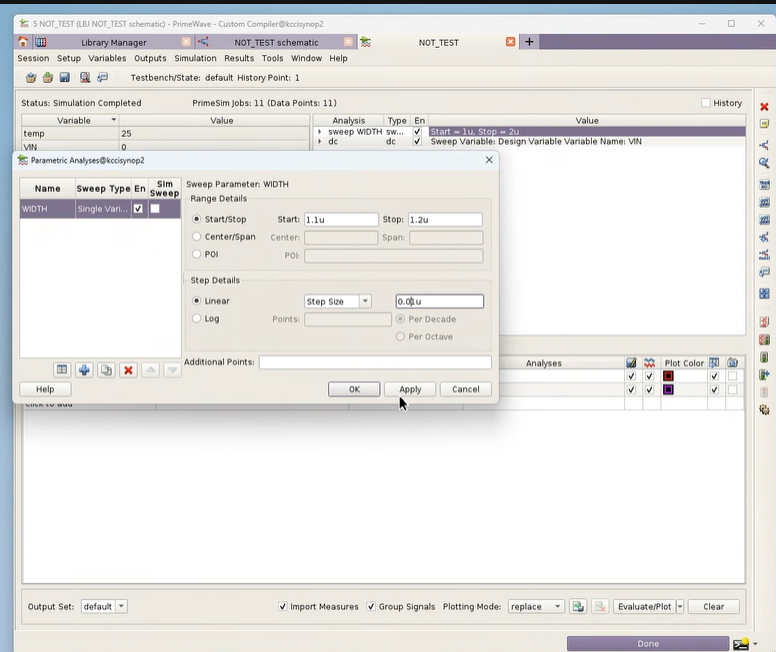 5 NOT_TEST (LBJ NOT_TEST schematic) - PrimeWave - Custom Compiler@kccisynop2
Library Manager NOT_TEST schematic NOT_TEST
Session Setup Variables Outputs Simulation Results Tools Window Help
Testbench/State: default History Point: 1
Status: Simulation Completed PrimeSim Jobs: 11 (Data Points: 11) History
Variable Value Analysis Type En Value
temp 25 sweep WIDTH sw... Start = 1u, Stop = 2u
VIN 0 dc dc Sweep Variable: Design Variable Variable Name: VIN
Parametric Analyses@kccisynop2
Name Sweep Type En Sim Sweep
WIDTH Single Vari...
Sweep Parameter: WIDTH
Range Details
Start/Stop Start: 1.1u Stop: 1.2u
Center/Span Center: Span:
POI POI:
Step Details
Linear Step Size 0.01u
Log Points: Per Decade
Per Octave
Additional Points:
Help OK Apply Cancel
Analyses Plot Color
Click to add
Output Set: default Import Measures Group Signals Plotting Mode: replace Evaluate/Plot Clear
Done